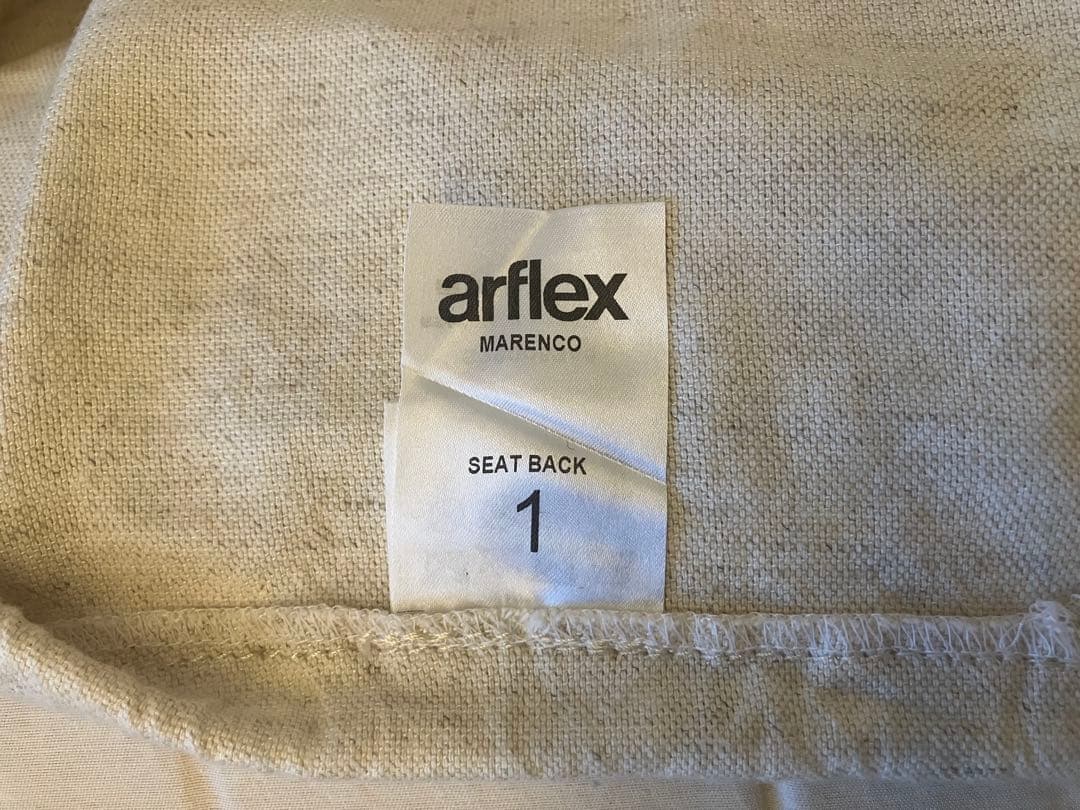 arflex
MARENCO
SEAT BACK
1